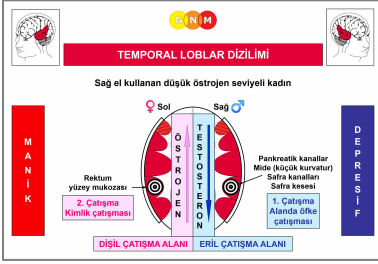 GNM
TEMPORAL LOBLAR DİZİLİMİ
Sağ el kullanan düşük östrojen seviyeli kadın
Sol
Sağ
MANİK
ÖSTROJEN
TESTOSTERON
DEPRESİF
Rektum
yüzey mukozası
2. Çatışma
Kimlik çatışması
Pankreatik kanallar
Mide (küçük kurvatur)
Safra kanalları
Safra kesesi
1. Çatışma
Alanda öfke
çatışması
DİŞİL ÇATIŞMA ALANI
ERİL ÇATIŞMA ALANI